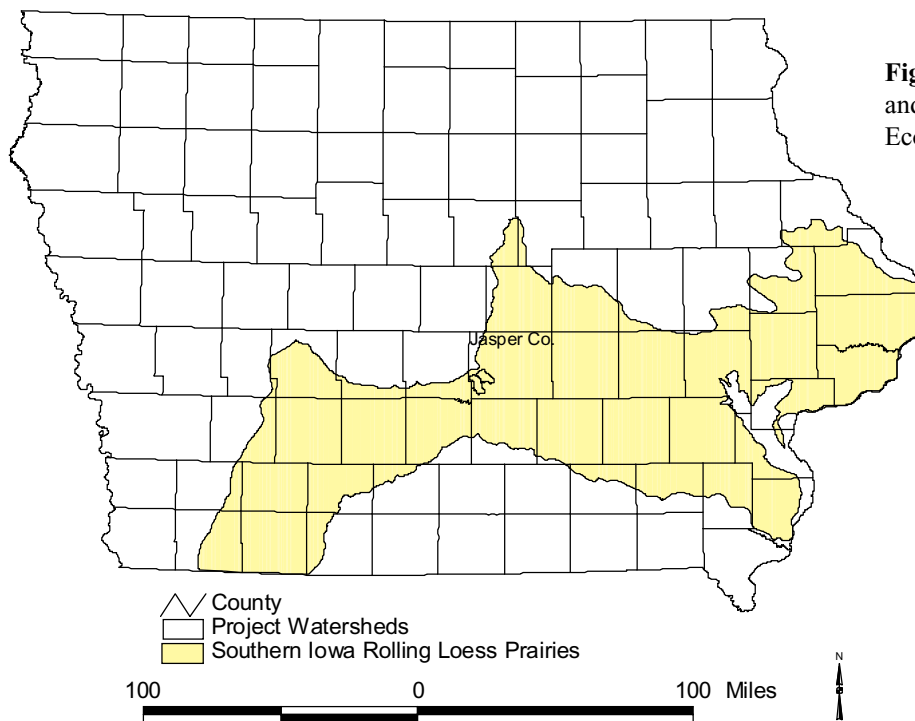 Fig
and
Eco
Jasper Co.
County
Project Watersheds
Southern Iowa Rolling Loess Prairies
N
100 0 100 Miles